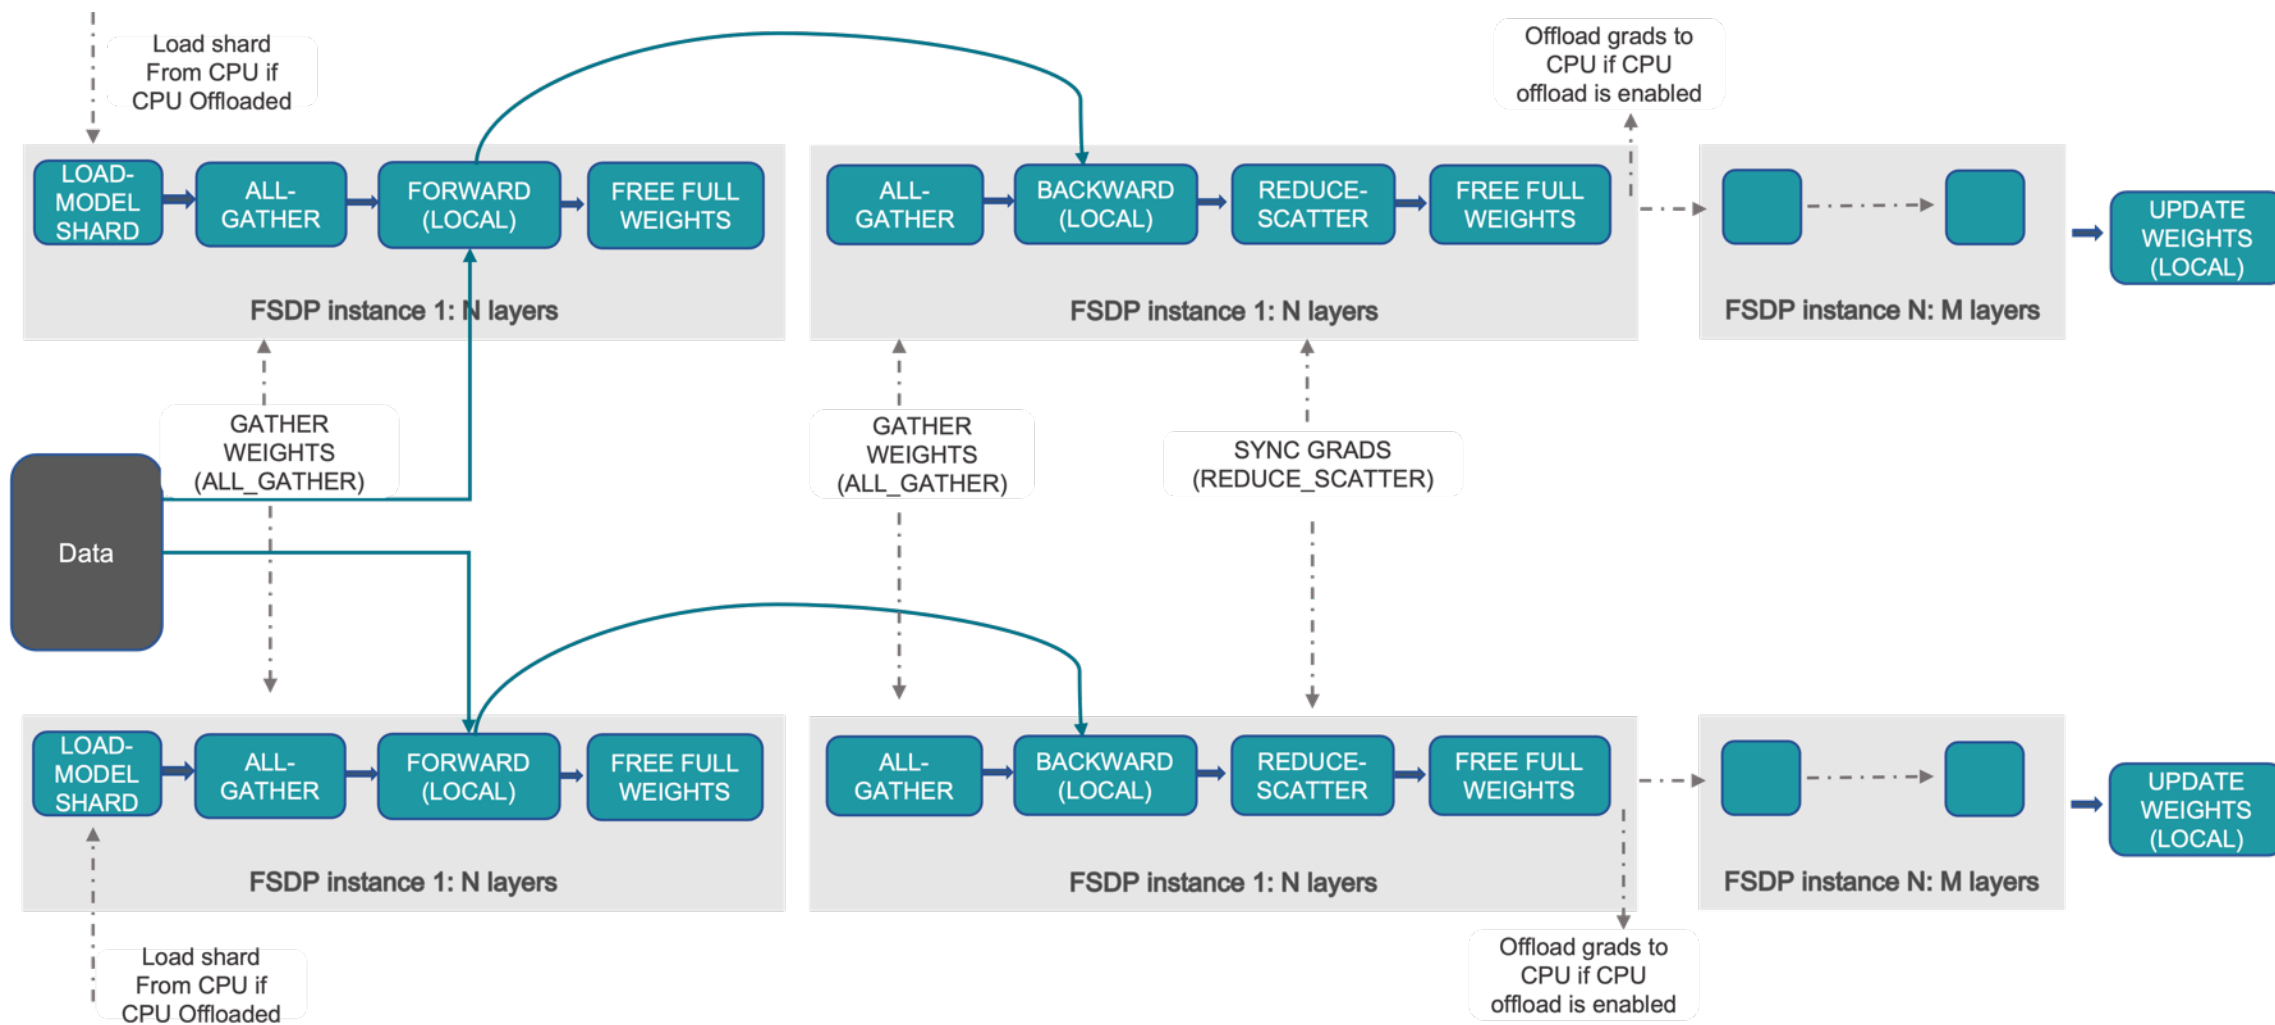 Load shard
From CPU if
CPU Offloaded
Offload grads to
CPU if CPU
offload is enabled
LOAD-
MODEL
SHARD
ALL-
GATHER
FORWARD
(LOCAL)
FREE FULL
WEIGHTS
FSDP instance 1: N layers
ALL-
GATHER
BACKWARD
(LOCAL)
REDUCE-
SCATTER
FREE FULL
WEIGHTS
FSDP instance 1: N layers
FSDP instance N: M layers
UPDATE
WEIGHTS
(LOCAL)
GATHER
WEIGHTS
(ALL_GATHER)
GATHER
WEIGHTS
(ALL_GATHER)
SYNC GRADS
(REDUCE_SCATTER)
Data
LOAD-
MODEL
SHARD
ALL-
GATHER
FORWARD
(LOCAL)
FREE FULL
WEIGHTS
FSDP instance 1: N layers
ALL-
GATHER
BACKWARD
(LOCAL)
REDUCE-
SCATTER
FREE FULL
WEIGHTS
FSDP instance 1: N layers
FSDP instance N: M layers
UPDATE
WEIGHTS
(LOCAL)
Load shard
From CPU if
CPU Offloaded
Offload grads to
CPU if CPU
offload is enabled